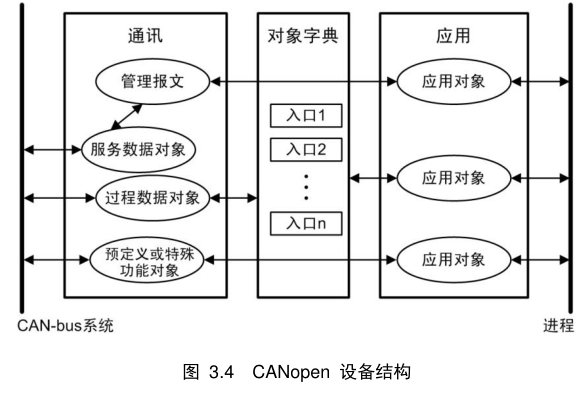 通讯
对象字典
应用
管理报文
应用对象
入口1
服务数据对象
入口2
过程数据对象
应用对象
入口n
预定义或特殊
功能对象
应用对象
CAN-bus系统
进程
图 3.4 CANopen 设备结构